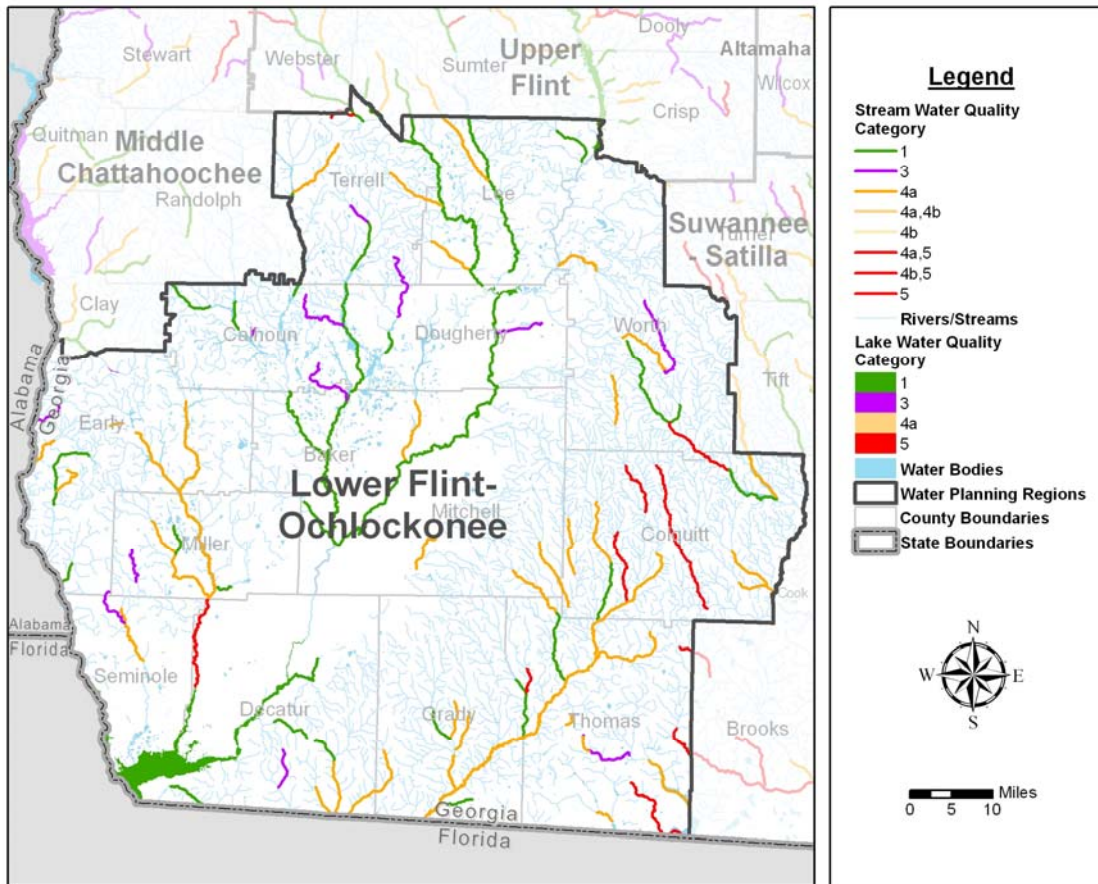 Dooly
Stewart
Webster
Upper
Flint
Sumter
Altamaha
Wilcox
Crisp
Quitman
Middle
Chattahoochee
Randolph
Terrell
Lee
Suwannee
- Satilla
Turner
Clay
Calhoun
Dougherty
Worth
Tift
Alabama
Georgia
Early
Baker
Lower Flint-
Ochlockonee
Mitchell
Colquitt
Miller
Cook
Alabama
Florida
Seminole
Decatur
Grady
Thomas
Brooks
Georgia
Florida
Legend
Stream Water Quality
Category
1
3
4a
4a,4b
4b
4a,5
4b,5
5
Rivers/Streams
Lake Water Quality
Category
1
3
4a
5
Water Bodies
Water Planning Regions
County Boundaries
State Boundaries
N
W E
S
Miles
0 5 10